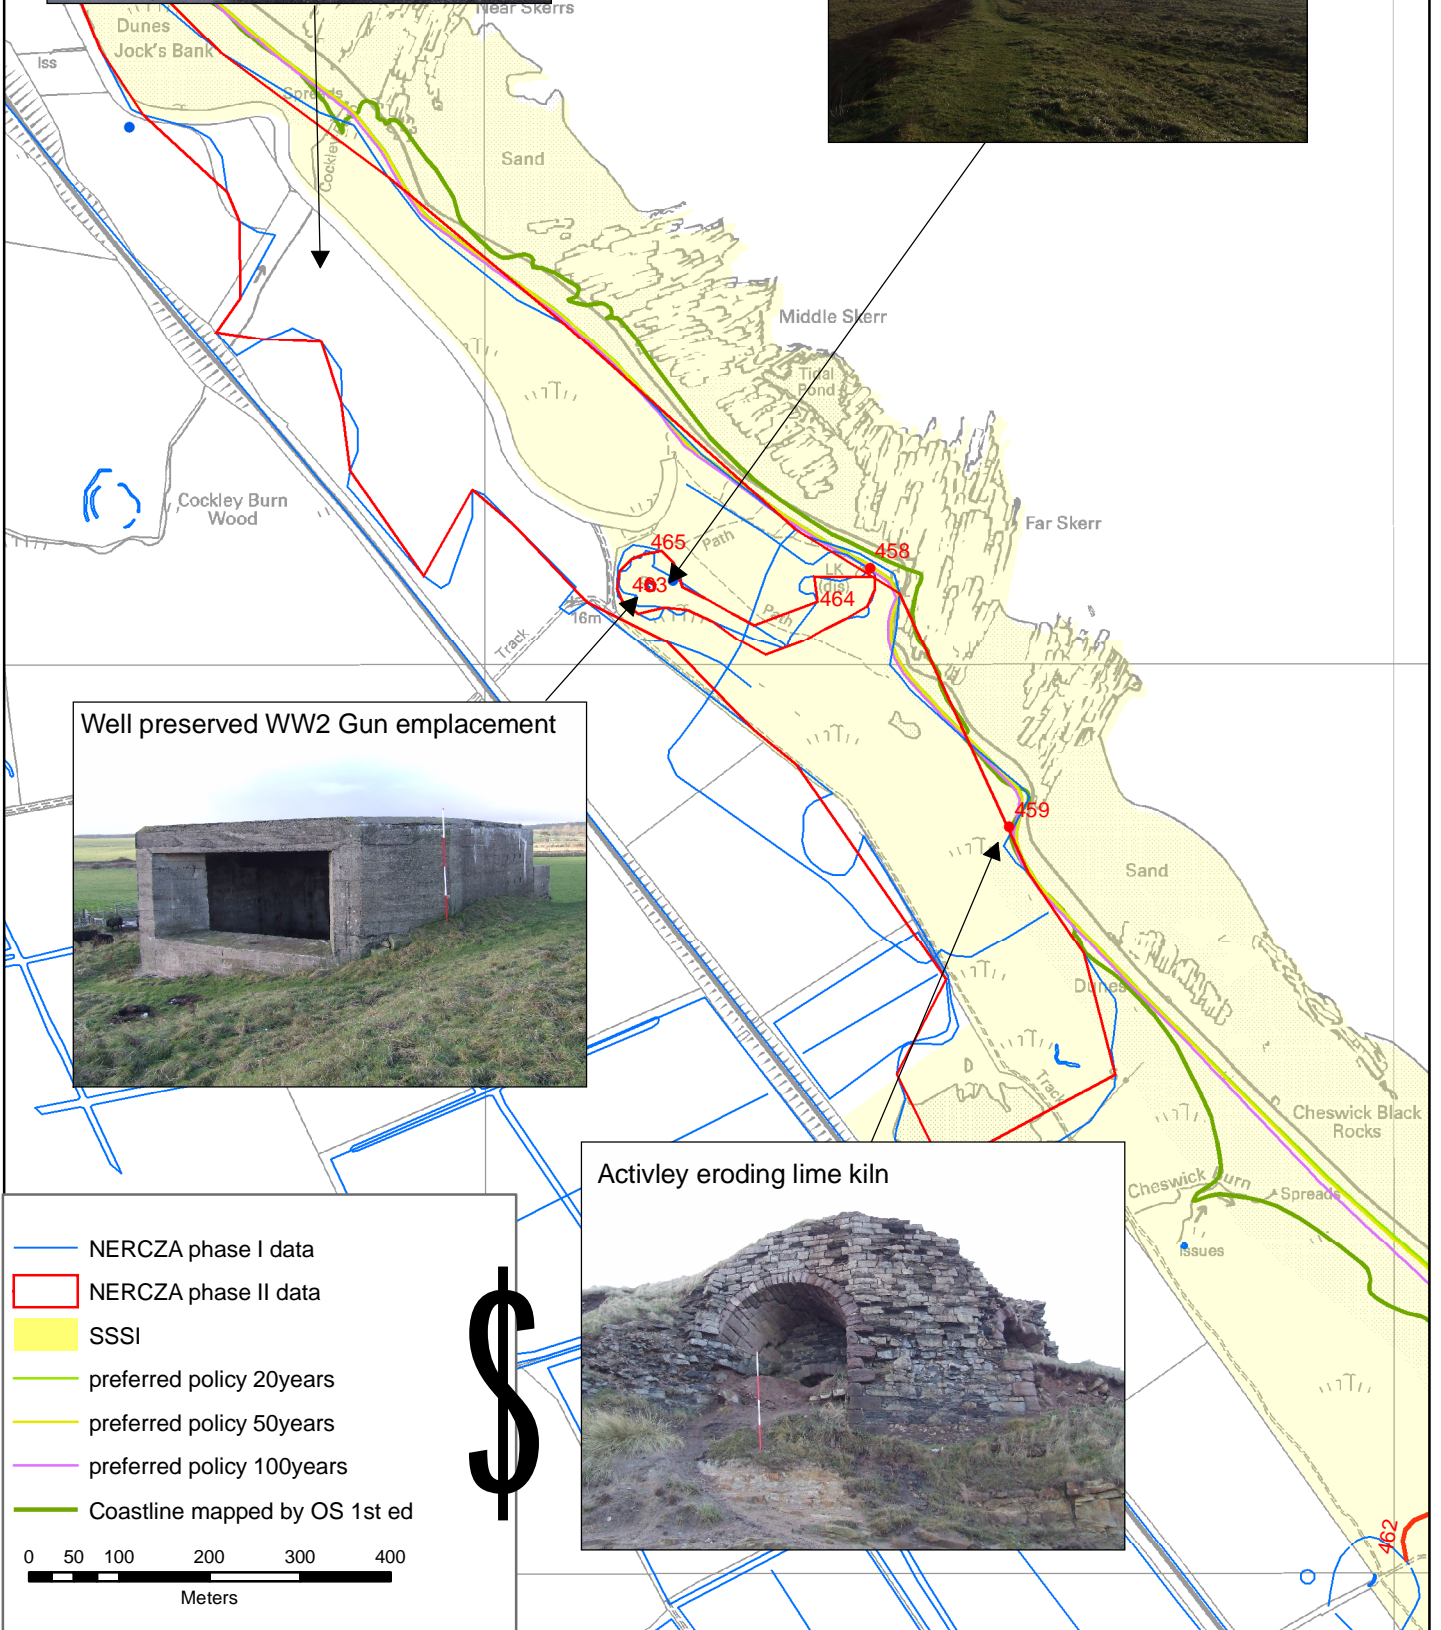 Near Skerrs
Dunes
Jock's Bank
Iss
Spreads
Cockley
Sand
Middle Skerr
Tidal
Pond
Cockley Burn
Wood
Far Skerr
465
Path
458
LK
(dis)
464
Path
16m
Track
Well preserved WW2 Gun emplacement
459
Sand
Dunes
D
Track
Cheswick Black
Rocks
Activley eroding lime kiln
Cheswick Burn
Spreads
Issues
NERCZA phase I data
NERCZA phase II data
SSSI
preferred policy 20years
preferred policy 50years
preferred policy 100years
Coastline mapped by OS 1st ed
$
0 50 100 200 300 400
Meters
462